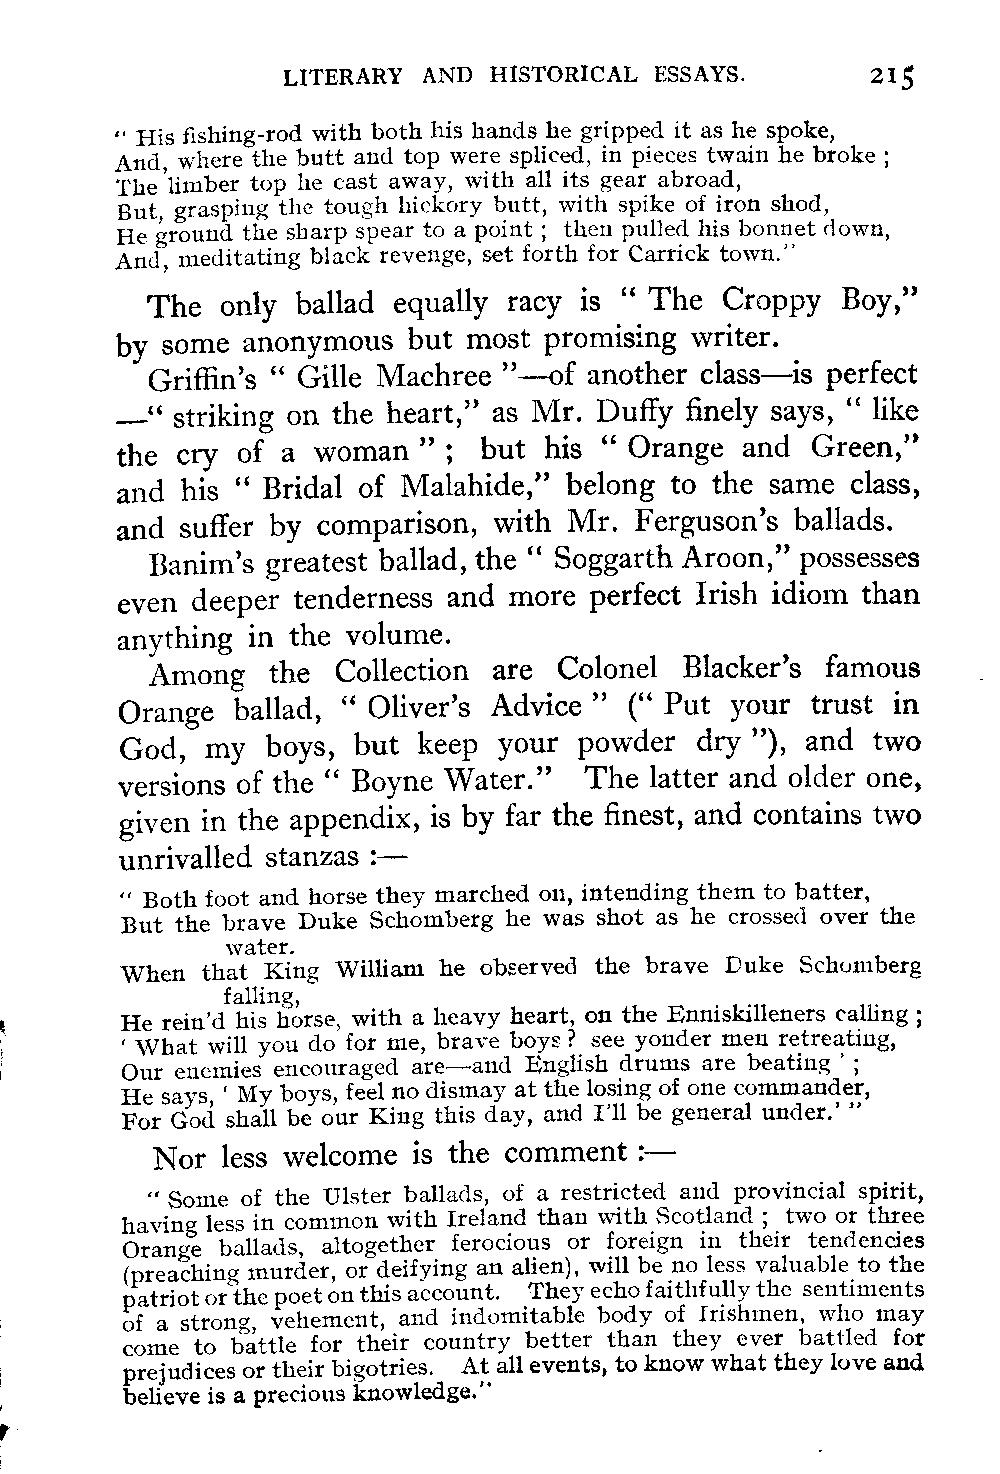 LITERARY AND HISTORICAL ESSAYS. 215
" His fishing-rod with both his hands he gripped it as he spoke,
And, where the butt and top were spliced, in pieces twain he broke ;
The limber top he cast away, with all its gear abroad,
But, grasping the tough hickory butt, with spike of iron shod,
He ground the sharp spear to a point ; then pulled his bonnet down,
And, meditating black revenge, set forth for Carrick town."
The only ballad equally racy is " The Croppy Boy,"
by some anonymous but most promising writer.
Griffin's " Gille Machree "—of another class—is perfect
—" striking on the heart," as Mr. Duffy finely says, " like
the cry of a woman " ; but his " Orange and Green,"
and his " Bridal of Malahide," belong to the same class,
and suffer by comparison, with Mr. Ferguson's ballads.
Banim's greatest ballad, the " Soggarth Aroon," possesses
even deeper tenderness and more perfect Irish idiom than
anything in the volume.
Among the Collection are Colonel Blacker's famous
Orange ballad, " Oliver's Advice " (" Put your trust in
God, my boys, but keep your powder dry "), and two
versions of the " Boyne Water." The latter and older one,
given in the appendix, is by far the finest, and contains two
unrivalled stanzas :—
" Both foot and horse they marched on, intending them to batter,
But the brave Duke Schomberg he was shot as he crossed over the
water.
When that King William he observed the brave Duke Schomberg
falling,
He rein'd his horse, with a heavy heart, on the Enniskilleners calling ;
' What will you do for me, brave boys ? see yonder men retreating,
Our enemies encouraged are—and English drums are beating ' ;
He says, ' My boys, feel no dismay at the losing of one commander,
For God shall be our King this day, and I'll be general under.' "
Nor less welcome is the comment :—
" Some of the Ulster ballads, of a restricted and provincial spirit,
having less in common with Ireland than with Scotland ; two or three
Orange ballads, altogether ferocious or foreign in their tendencies
(preaching murder, or deifying an alien), will be no less valuable to the
patriot or the poet on this account. They echo faithfully the sentiments
of a strong, vehement, and indomitable body of Irishmen, who may
come to battle for their country better than they ever battled for
prejudices or their bigotries. At all events, to know what they love and
believe is a precious knowledge."